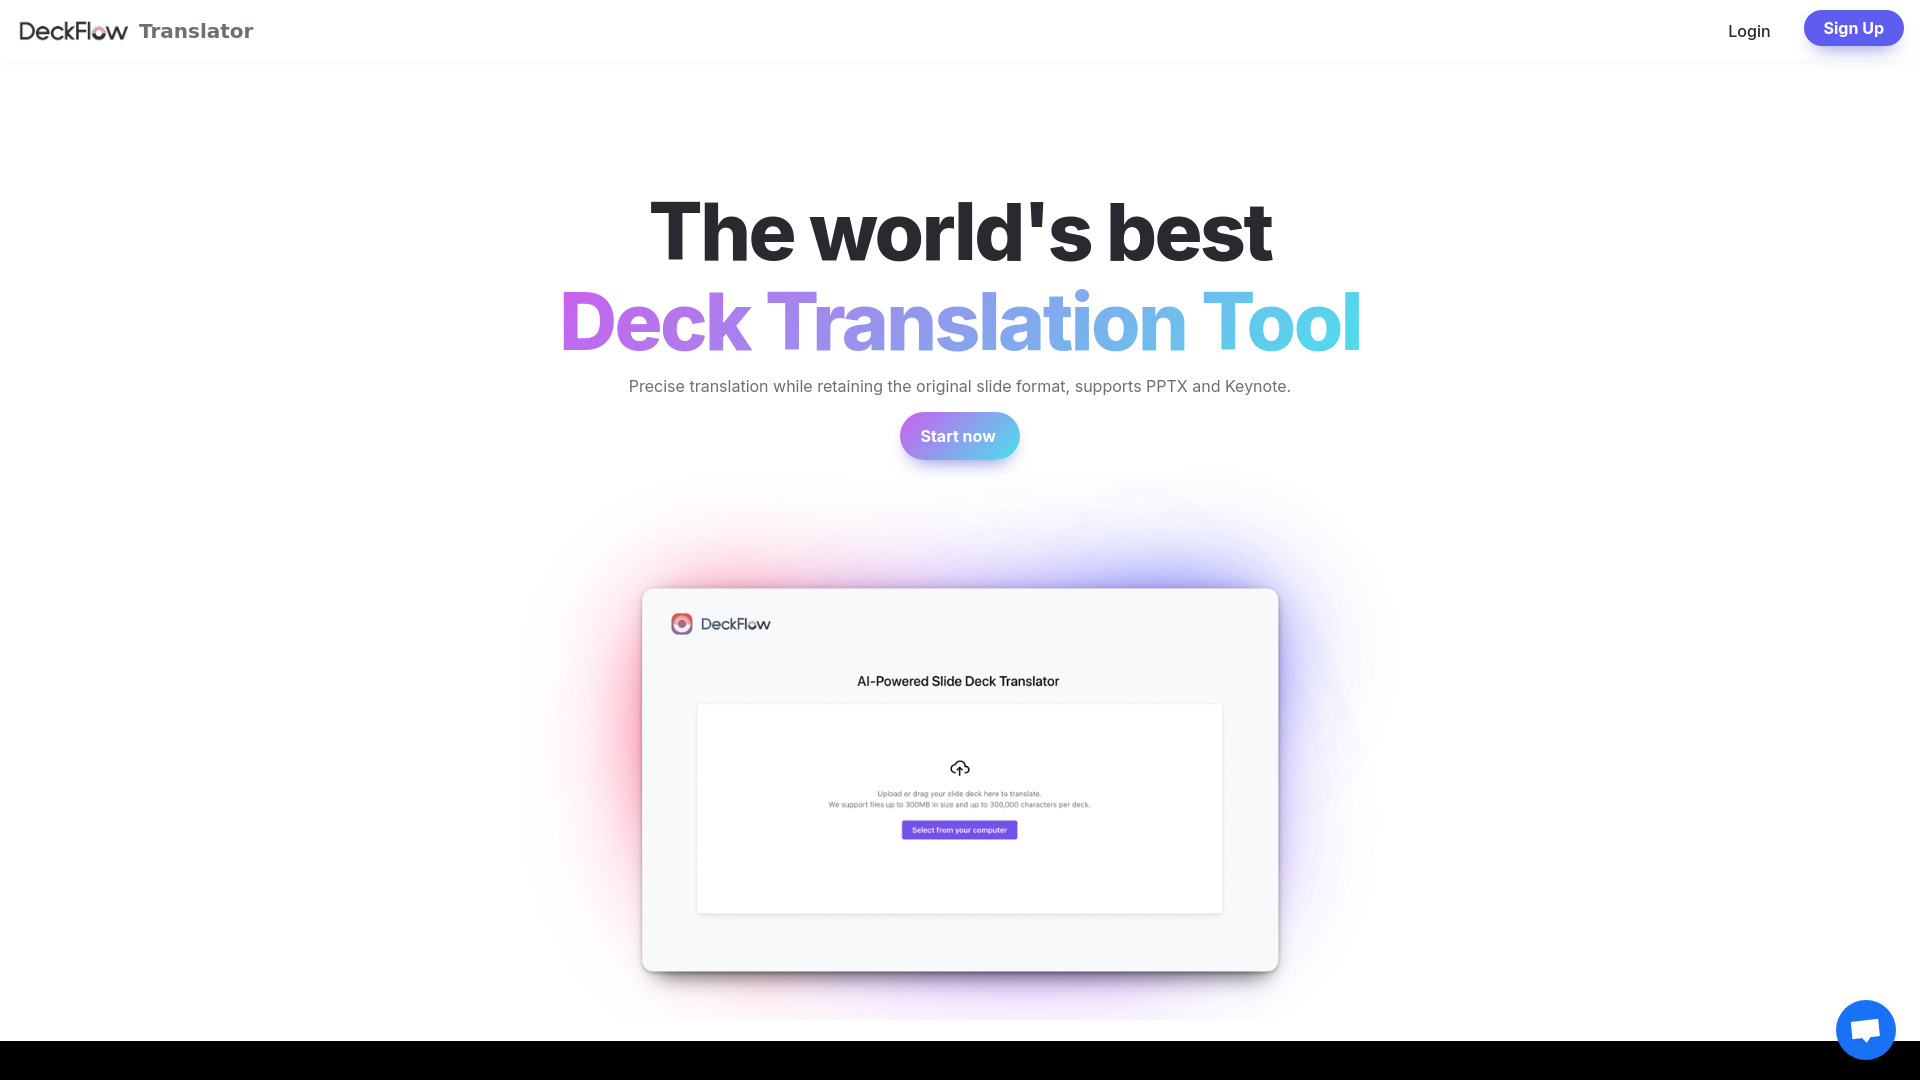 DeckFlow Translator
Login
Sign Up
The world's best
Deck Translation Tool
Precise translation while retaining the original slide format, supports PPTX and Keynote.
Start now
DeckFlow
AI-Powered Slide Deck Translator
Upload or drag your slide deck here to translate.
We support files up to 300MB in size and up to 300,000 characters per deck.
Select from your computer